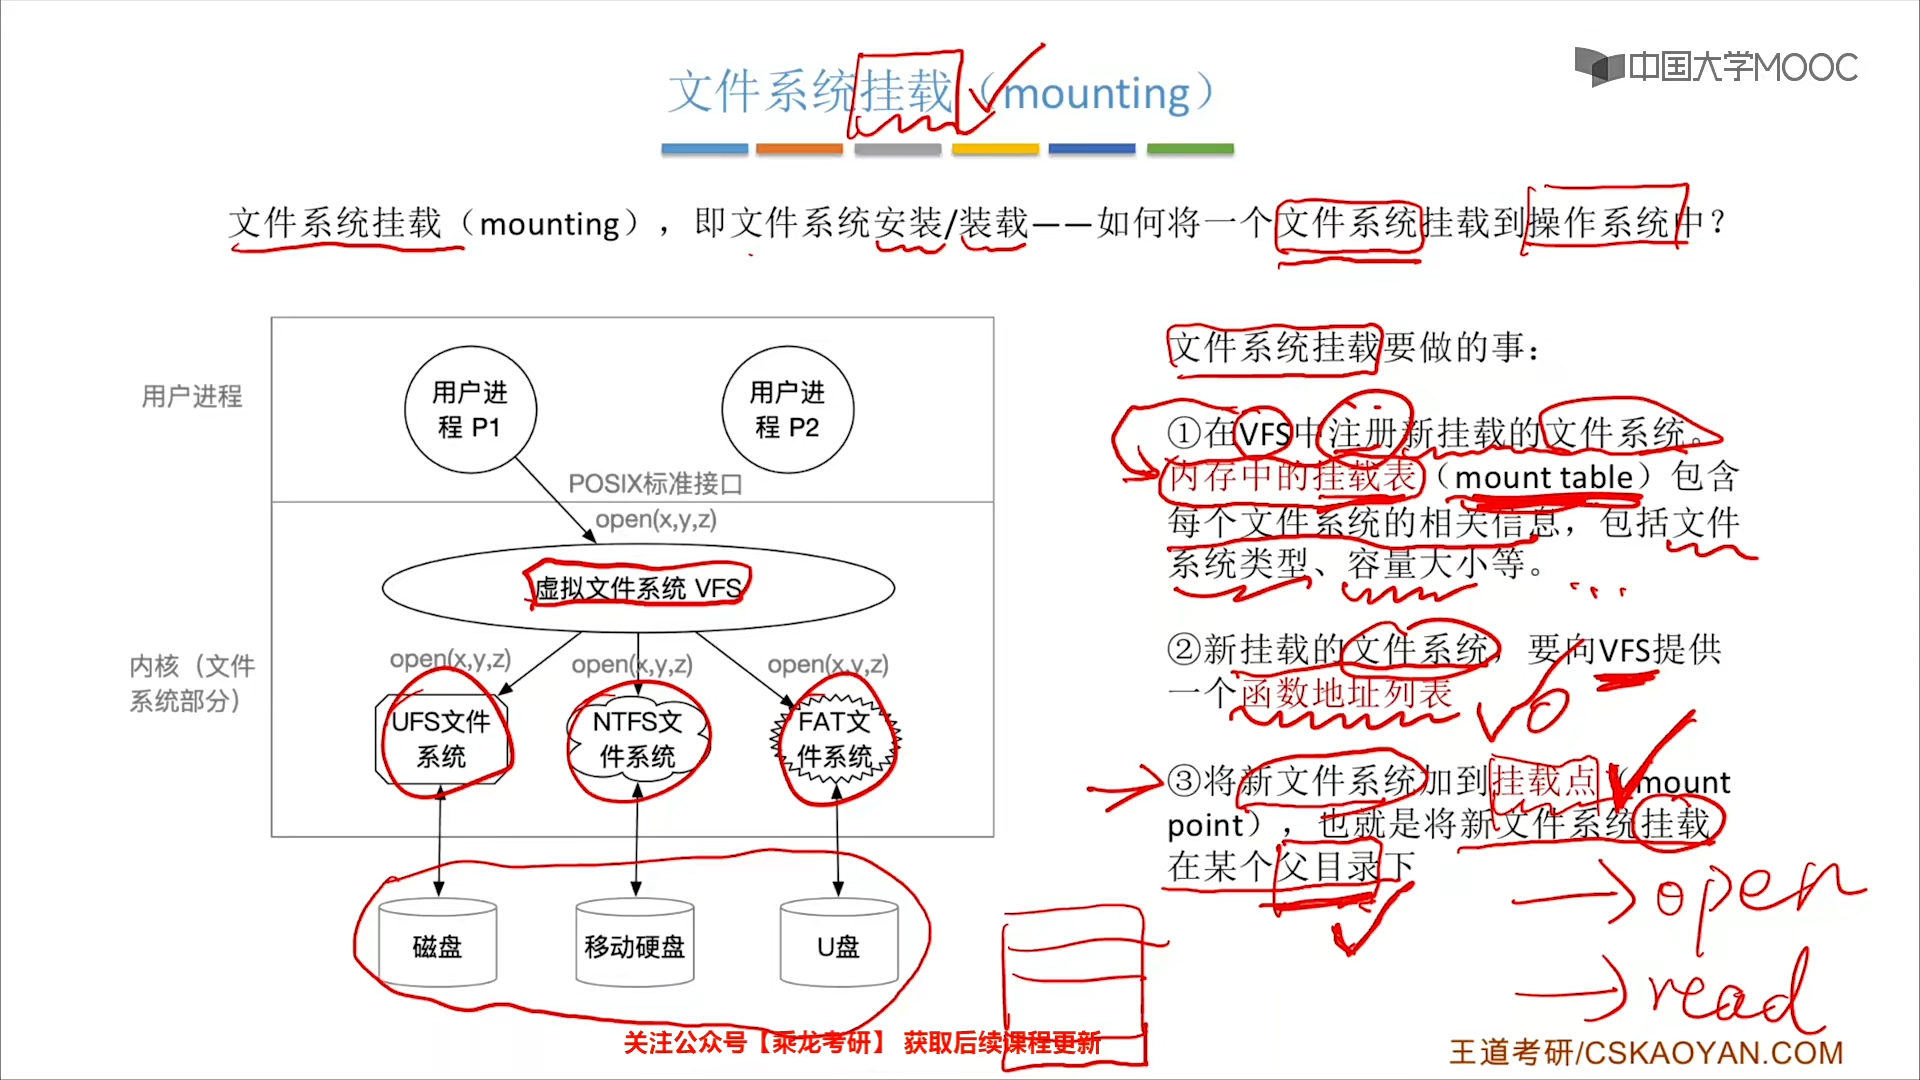 中国大学MOOC
文件系统挂载（mounting）
文件系统挂载（mounting），即文件系统安装/装载——如何将一个文件系统挂载到操作系统中？
用户进程
用户进
程 P1
用户进
程 P2
POSIX标准接口
open(x,y,z)
虚拟文件系统 VFS
内核（文件
系统部分）
open(x,y,z)
open(x,y,z)
open(x,y,z)
UFS文件
系统
NTFS文
件系统
FAT文
件系统
磁盘
移动硬盘
U盘
文件系统挂载要做的事：
①在VFS中注册新挂载的文件系统。
内存中的挂载表（mount table）包含
每个文件系统的相关信息，包括文件
系统类型、容量大小等。
②新挂载的文件系统，要向VFS提供
一个函数地址列表
③将新文件系统加到挂载点（mount
point），也就是将新文件系统挂载
在某个父目录下
open
read
关注公众号【乘龙考研】 获取后续课程更新
王道考研/CSKAOYAN.COM